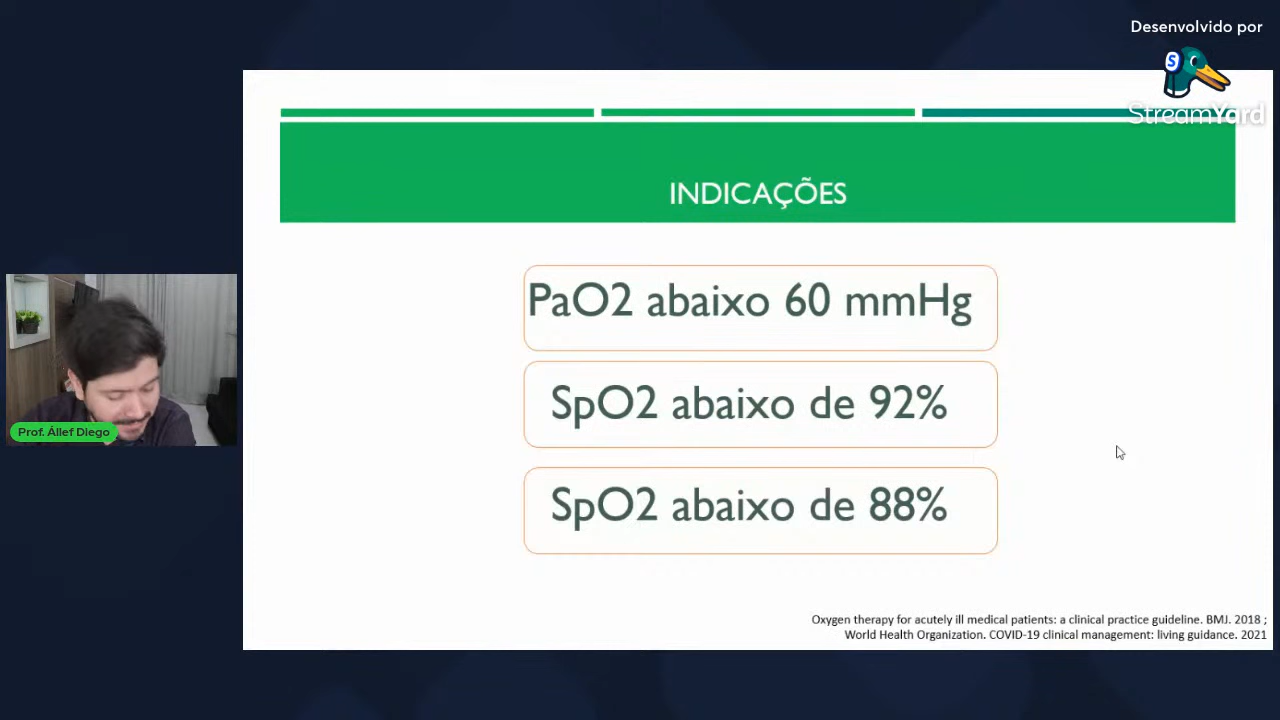 Desenvolvido por
StreamYard
INDICAÇÕES
PaO2 abaixo 60 mmHg
SpO2 abaixo de 92%
SpO2 abaixo de 88%
Prof. Állef Diego
Oxygen therapy for acutely ill medical patients: a clinical practice guideline. BMJ. 2018 ;
World Health Organization. COVID-19 clinical management: living guidance. 2021